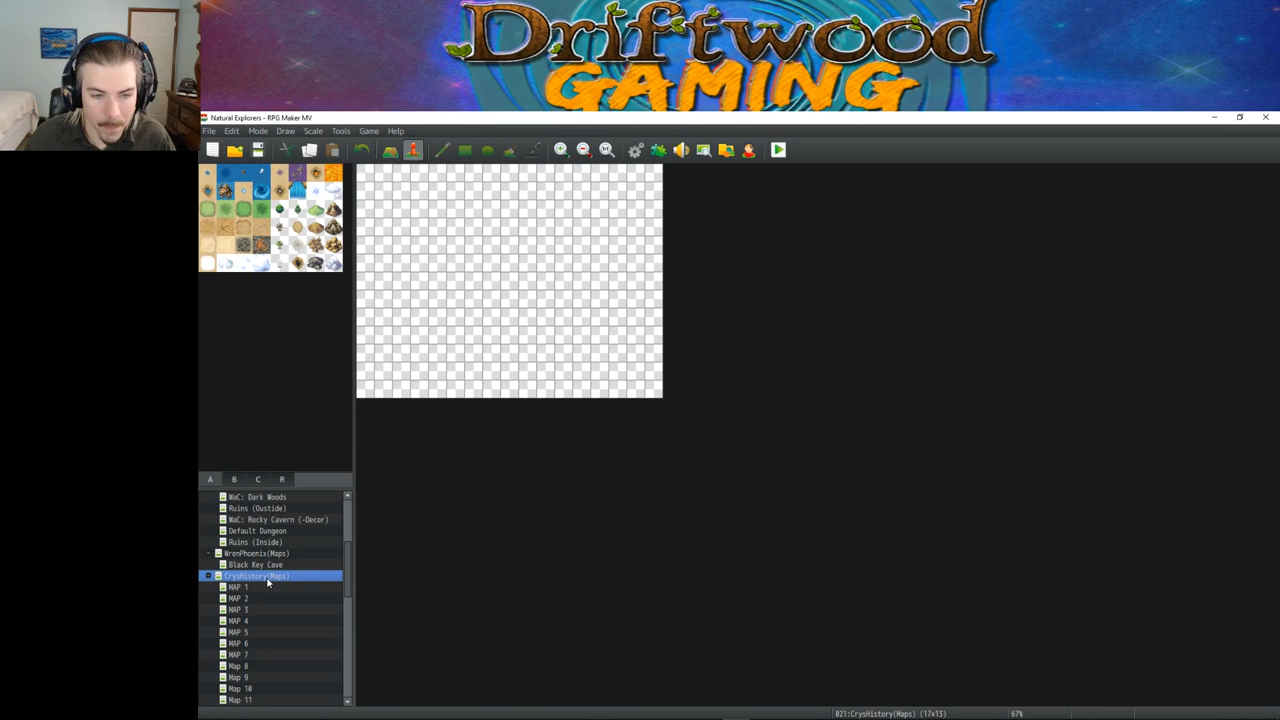 Driftwood
GAMING
Natural Explorers - RPG Maker MV
File Edit Mode Draw Scale Tools Game Help
A B C R
WaC: Dark Woods
Ruins (Oustide)
WaC: Rocky Cavern (-Decor)
Default Dungeon
Ruins (Inside)
WrenPhoenix(Maps)
Black Key Cave
CrysHistory(Maps)
MAP 1
MAP 2
MAP 3
MAP 4
MAP 5
MAP 6
MAP 7
Map 8
Map 9
Map 10
Map 11
021:CrysHistory(Maps) (17×13) 67%